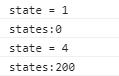 state = 1
states:0
state = 4
states:200